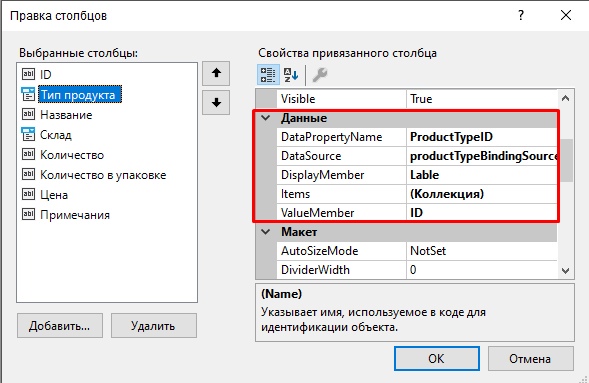 Правка столбцов
Выбранные столбцы:
ID
Тип продукта
Название
Склад
Количество
Количество в упаковке
Цена
Примечания
Добавить...
Удалить
Свойства привязанного столбца
Visible True
Данные
DataPropertyName ProductTypeID
DataSource productTypeBindingSource
DisplayMember Lable
Items (Коллекция)
ValueMember ID
Макет
AutoSizeMode NotSet
DividerWidth 0
(Name)
Указывает имя, используемое в коде для
идентификации объекта.
ОК
Отмена